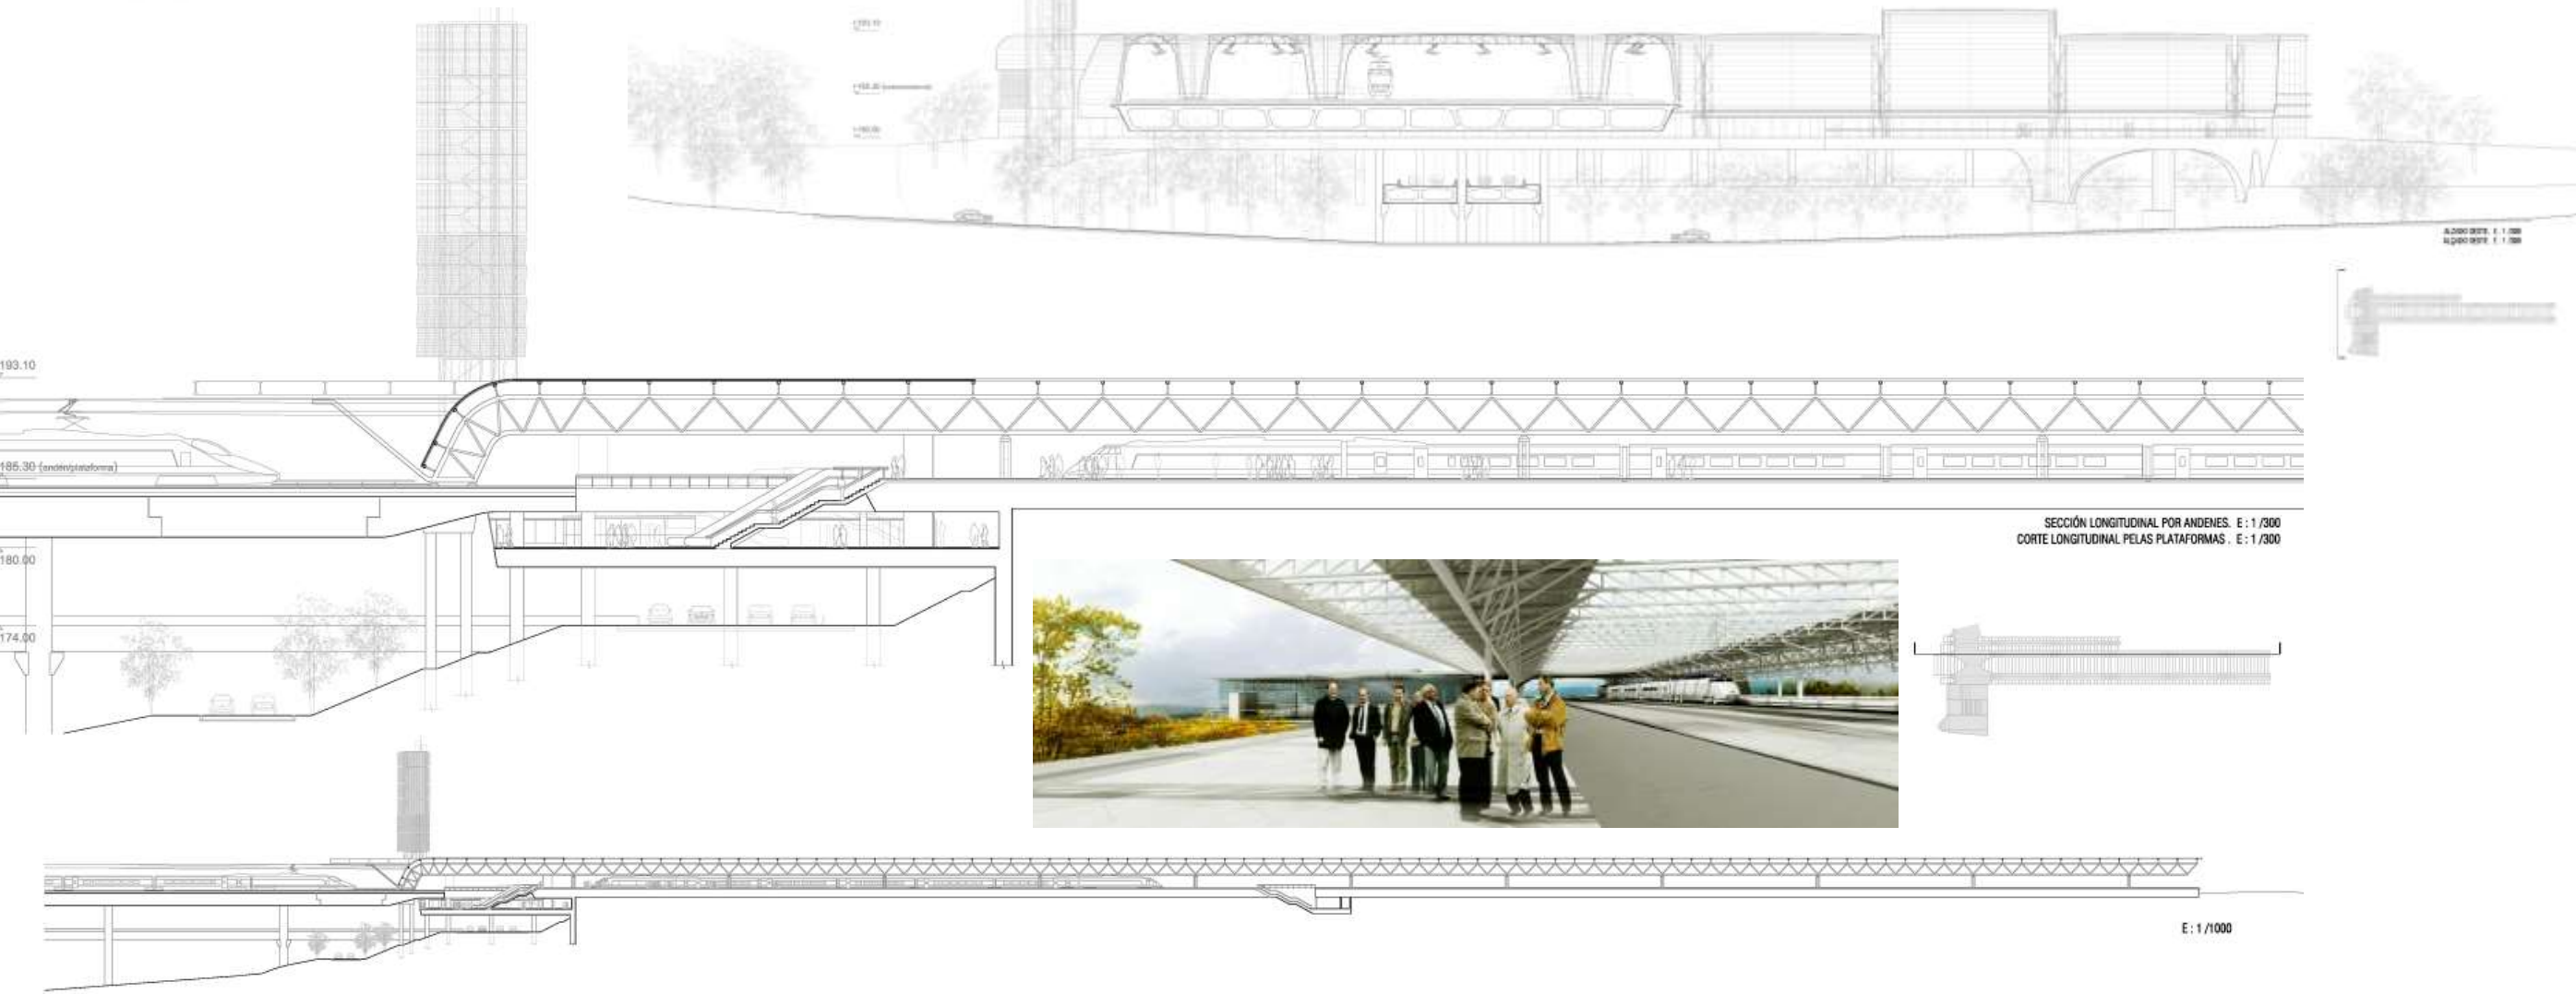 193.10
185.30 (andén/plataforma)
180.00
174.00
SECCIÓN LONGITUDINAL POR ANDENES. E : 1 /300
CORTE LONGITUDINAL PELAS PLATAFORMAS . E : 1 /300
E : 1 /1000